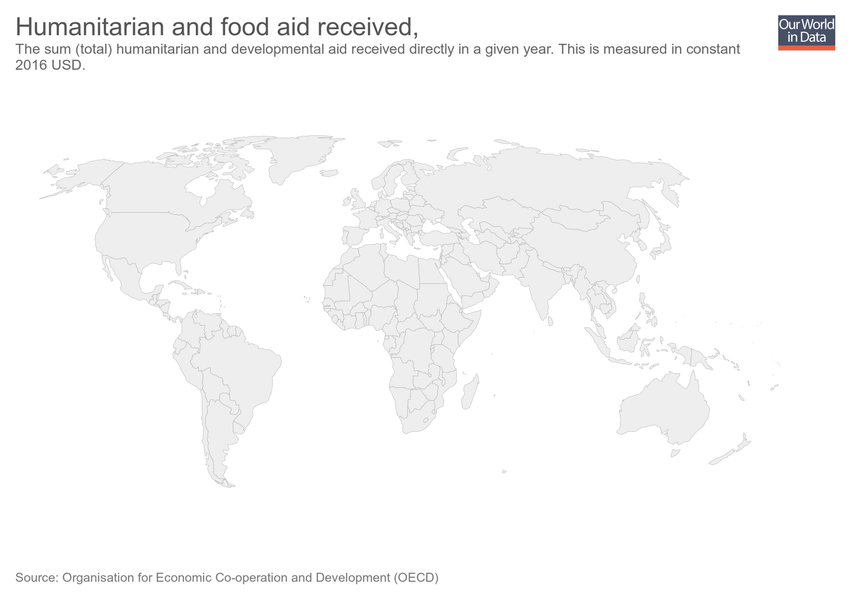 Humanitarian and food aid received,
Our World
in Data
The sum (total) humanitarian and developmental aid received directly in a given year. This is measured in constant
2016 USD.
Source: Organisation for Economic Co-operation and Development (OECD)